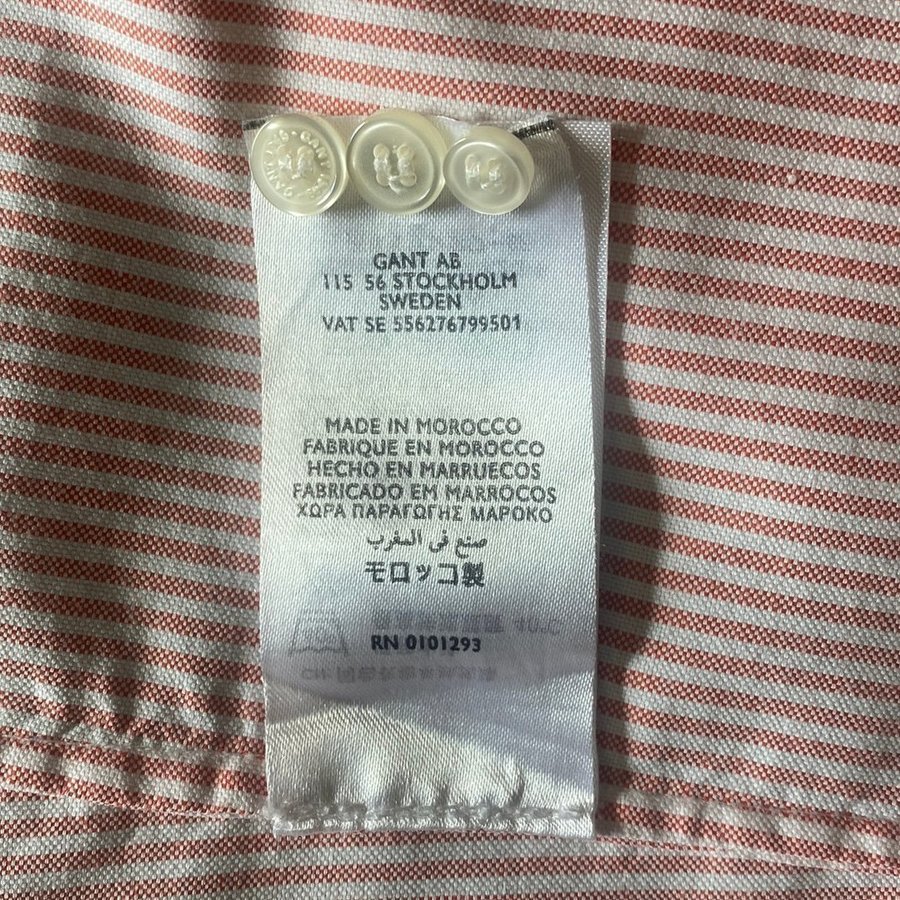 GANT
GANT AB
115 56 STOCKHOLM
SWEDEN
VAT SE 556276799501
MADE IN MOROCCO
FABRIQUE EN MOROCCO
HECHO EN MARRUECOS
FABRICADO EM MARROCOS
ΧΩΡΑ ΠΑΡΑΓΩΓΗΣ ΜΑΡΟΚΟ
صنع في المغرب
モロッコ製
RN 0101293